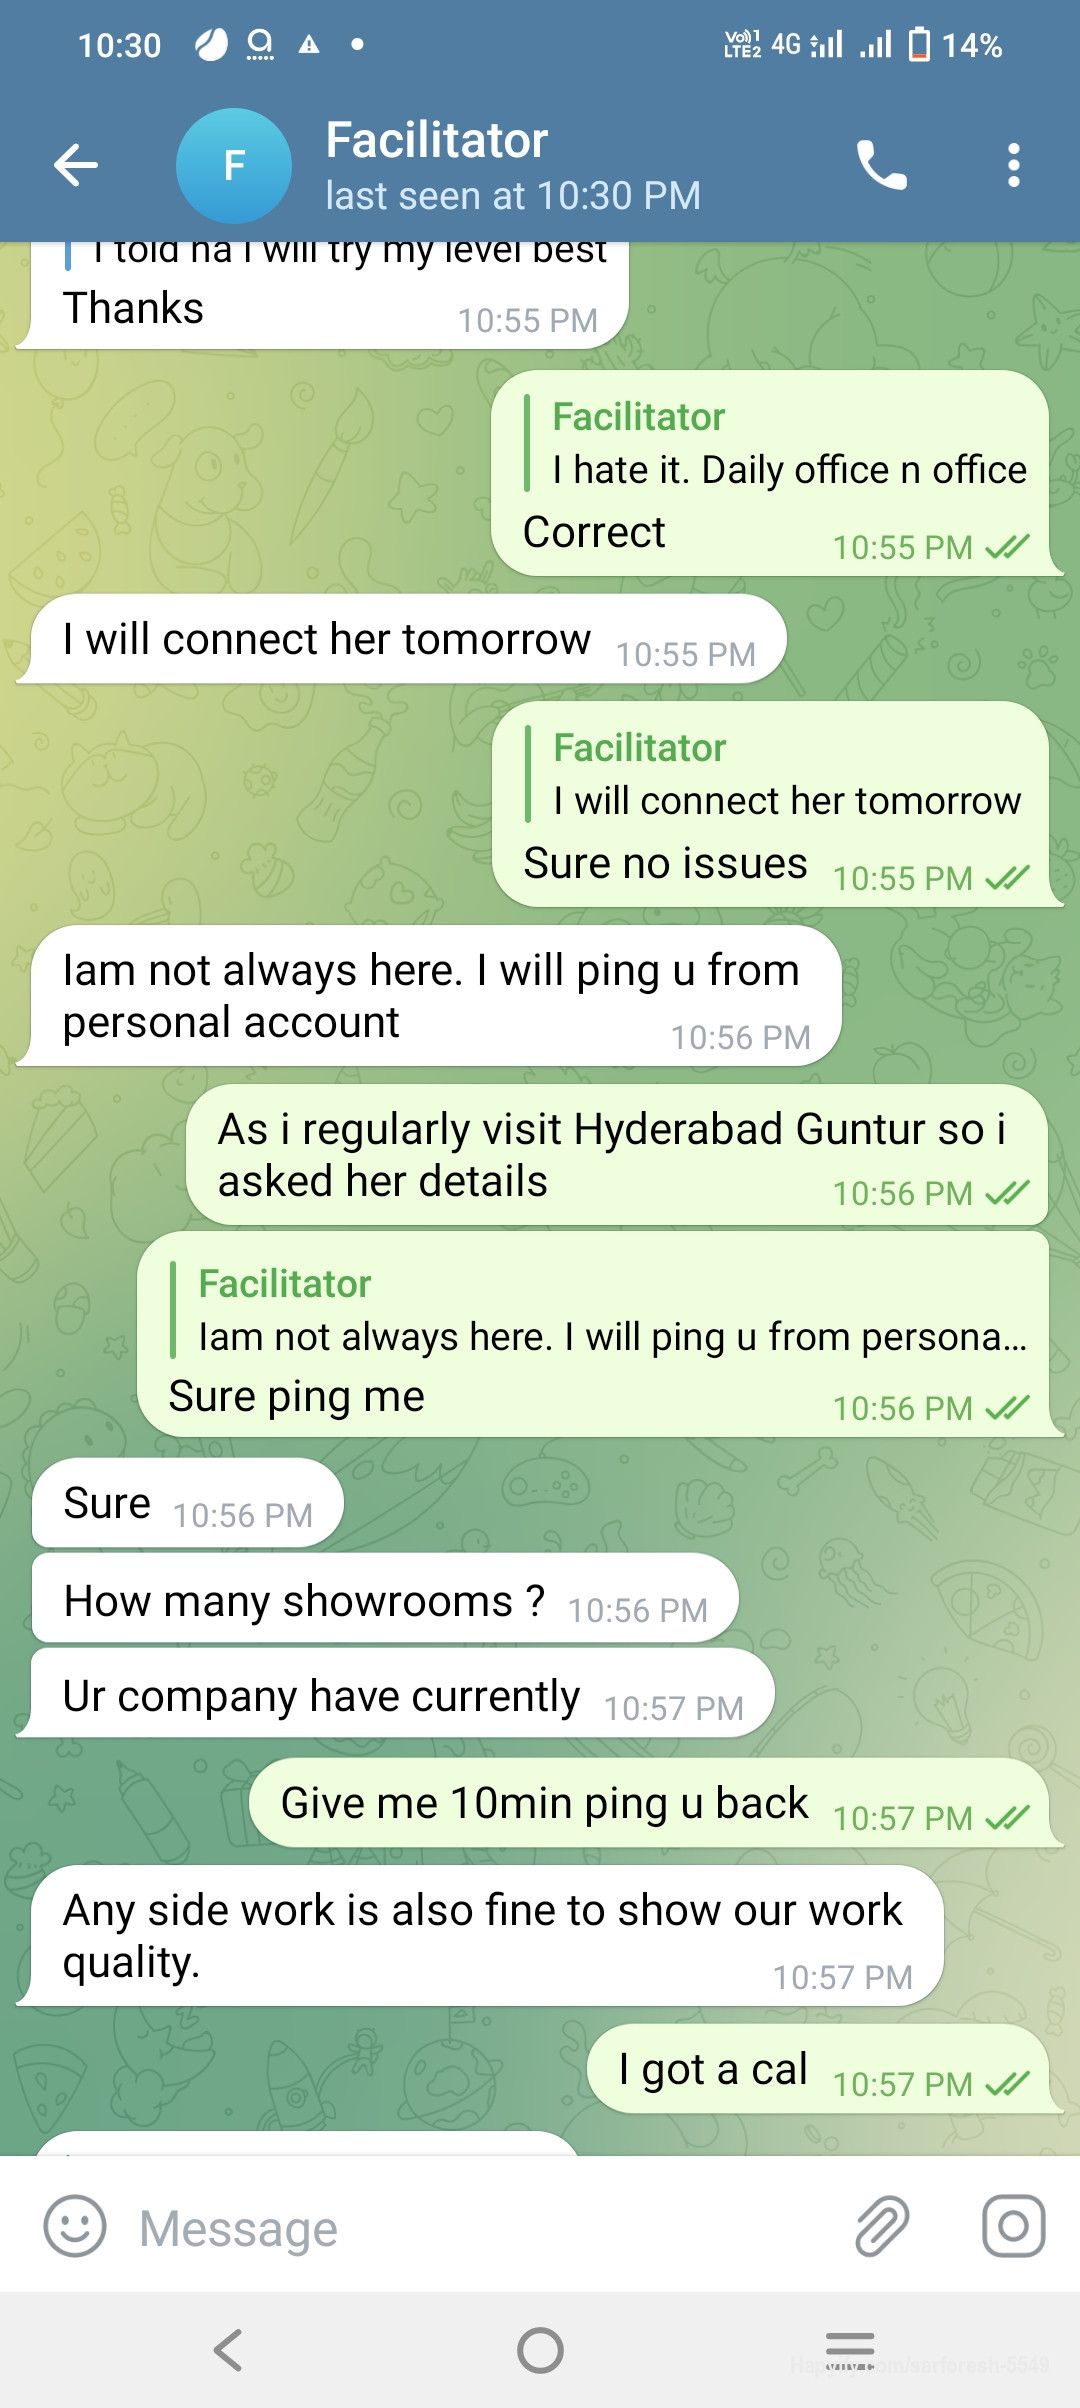 10:30
Vo)) 1
LTE2 4G 14%
F
Facilitator
last seen at 10:30 PM
I told na I will try my level best
Thanks 10:55 PM
Facilitator
I hate it. Daily office n office
Correct 10:55 PM
I will connect her tomorrow 10:55 PM
Facilitator
I will connect her tomorrow
Sure no issues 10:55 PM
Iam not always here. I will ping u from
personal account 10:56 PM
As i regularly visit Hyderabad Guntur so i
asked her details 10:56 PM
Facilitator
Iam not always here. I will ping u from persona...
Sure ping me 10:56 PM
Sure 10:56 PM
How many showrooms ? 10:56 PM
Ur company have currently 10:57 PM
Give me 10min ping u back 10:57 PM
Any side work is also fine to show our work
quality. 10:57 PM
I got a cal 10:57 PM
Message